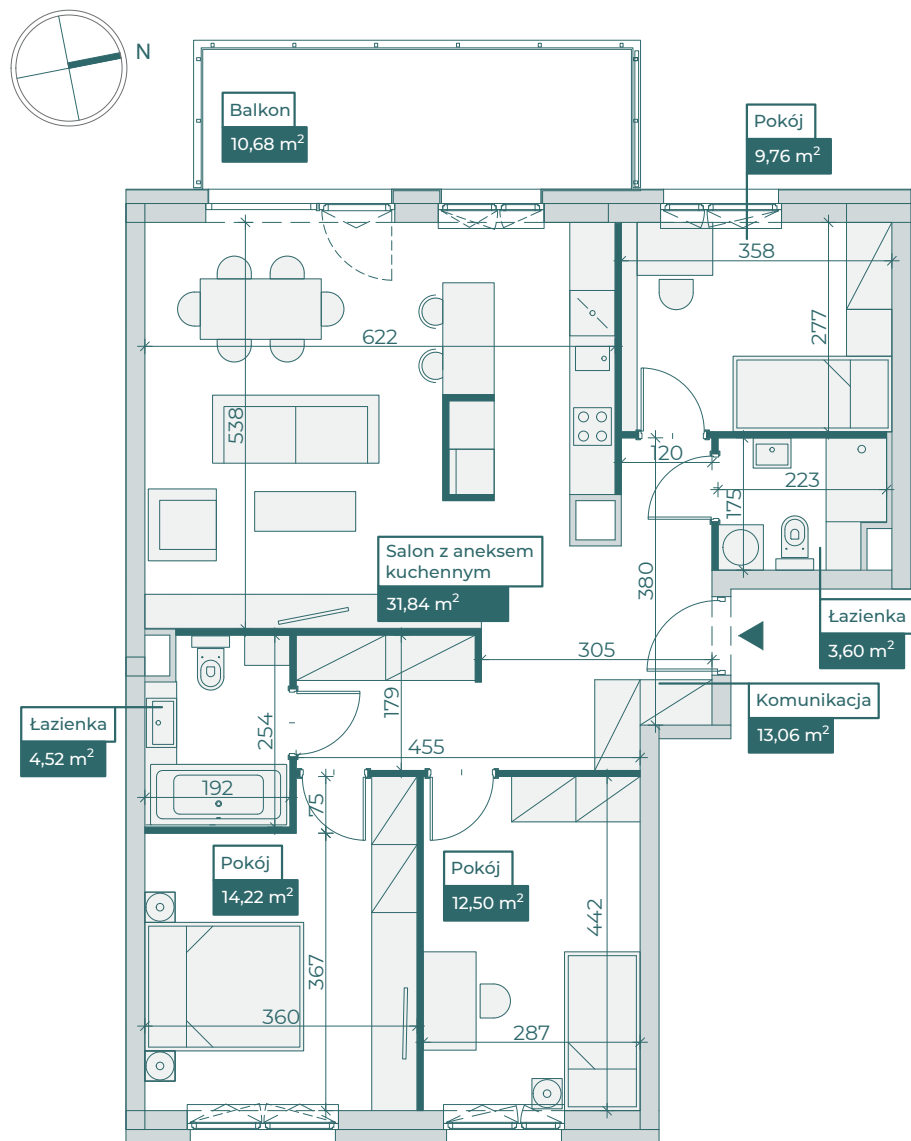 N
Balkon
10,68 m²
Pokój
9,76 m²
358
277
622
538
120
223
175
380
Salon z aneksem
kuchennym
31,84 m²
Łazienka
3,60 m²
305
Komunikacja
13,06 m²
179
254
Łazienka
4,52 m²
455
192
75
Pokój
14,22 m²
Pokój
12,50 m²
442
367
360
287